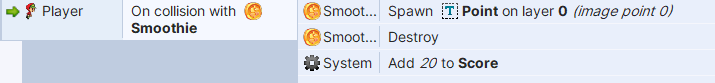 Player
On collision with
Smoothie
Smoot... Spawn T Point on layer 0 (image point 0)
Smoot... Destroy
System Add 20 to Score